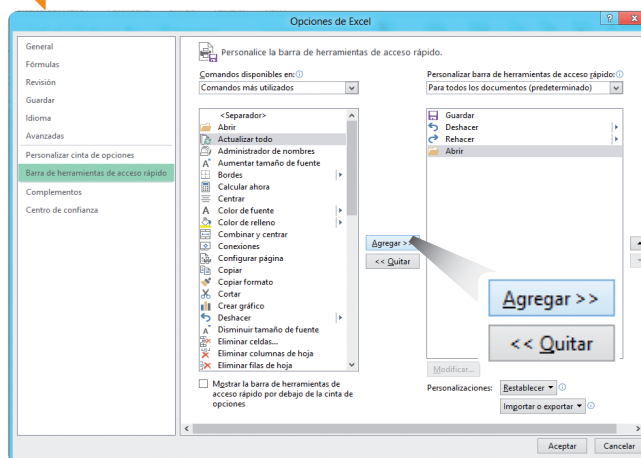 Opciones de Excel
General
Fórmulas
Revisión
Guardar
Idioma
Avanzadas
Personalizar cinta de opciones
Barra de herramientas de acceso rápido
Complementos
Centro de confianza
Personalice la barra de herramientas de acceso rápido.
Comandos disponibles en:
Comandos más utilizados
<Separador>
Abrir
Actualizar todo
Administrador de nombres
Aumentar tamaño de fuente
Bordes
Calcular ahora
Centrar
Color de fuente
Color de relleno
Combinar y centrar
Conexiones
Configurar página
Copiar
Copiar formato
Cortar
Crear gráfico
Deshacer
Disminuir tamaño de fuente
Eliminar celdas...
Eliminar columnas de hoja
Eliminar filas de hoja
Mostrar la barra de herramientas de
acceso rápido por debajo de la cinta de
opciones
Agregar >>
<< Quitar
Personalizar barra de herramientas de acceso rápido:
Para todos los documentos (predeterminado)
Guardar
Deshacer
Rehacer
Abrir
Agregar >>
<< Quitar
Modificar...
Personalizaciones:
Restablecer
Importar o exportar
Aceptar
Cancelar